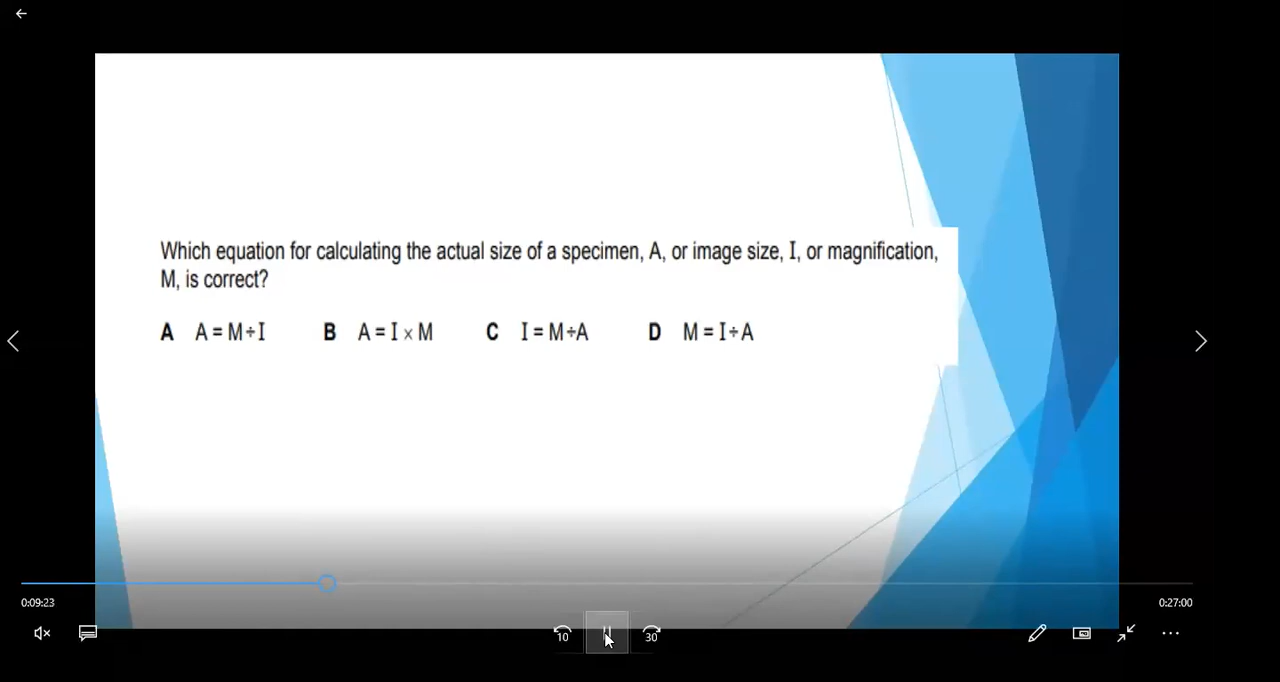 Which equation for calculating the actual size of a specimen, A, or image size, I, or magnification,
M, is correct?
A A = M ÷ I B A = I × M C I = M ÷ A D M = I ÷ A
0:09:23 0:27:00
10 30